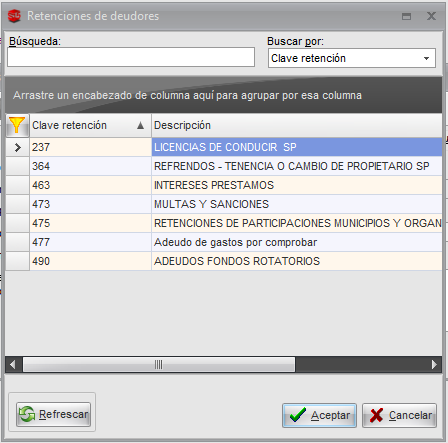 Retenciones de deudores
Búsqueda:
Buscar por:
Clave retención
Arrastre un encabezado de columna aquí para agrupar por esa columna
Clave retención Descripción
237 LICENCIAS DE CONDUCIR SP
364 REFRENDOS - TENENCIA O CAMBIO DE PROPIETARIO SP
463 INTERESES PRESTAMOS
473 MULTAS Y SANCIONES
475 RETENCIONES DE PARTICIPACIONES MUNICIPIOS Y ORGAN
477 Adeudo de gastos por comprobar
490 ADEUDOS FONDOS ROTATORIOS
Refrescar
Aceptar
Cancelar